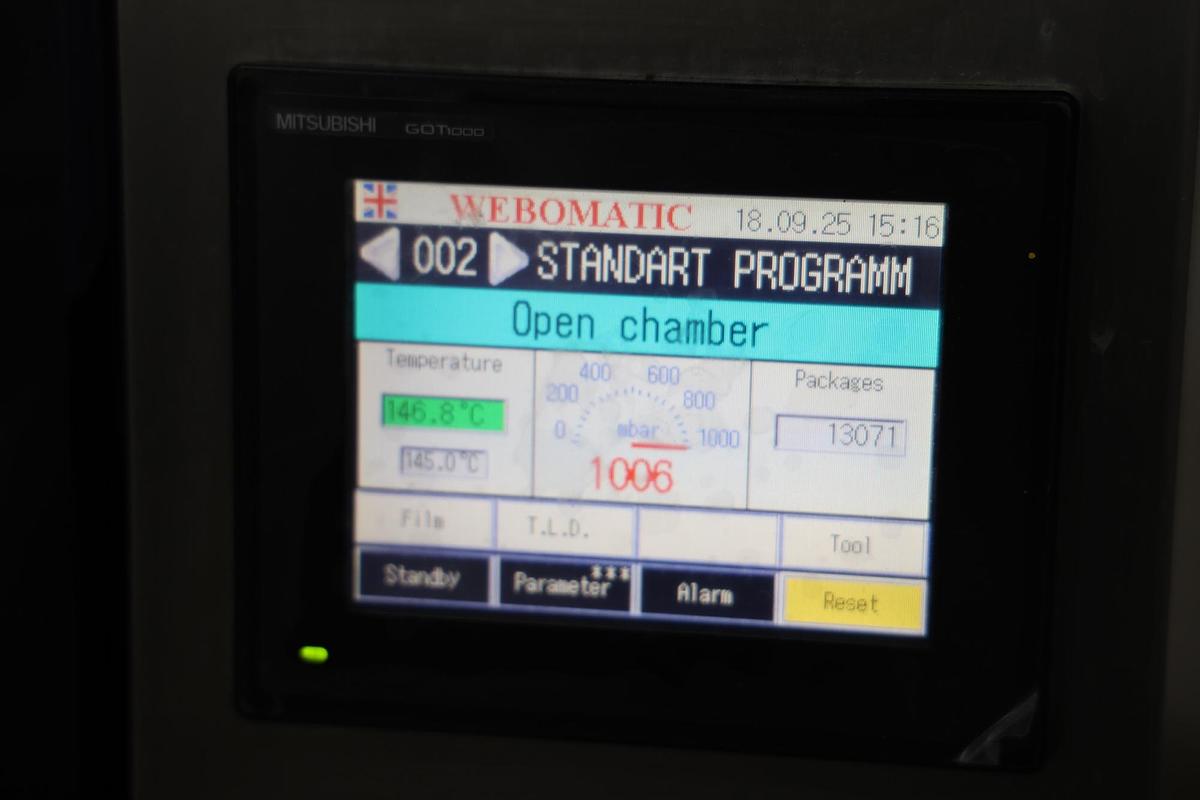 MITSUBISHI GOT1000
WEBOMATIC 18.09.25 15:16
002 STANDART PROGRAMM
Open chamber
Temperature
146.8°C
145.0°C
0 200 400 600 800 1000
mbar
1006
Packages
13071
Film T.L.D. Tool
Standby Parameter *** Alarm Reset